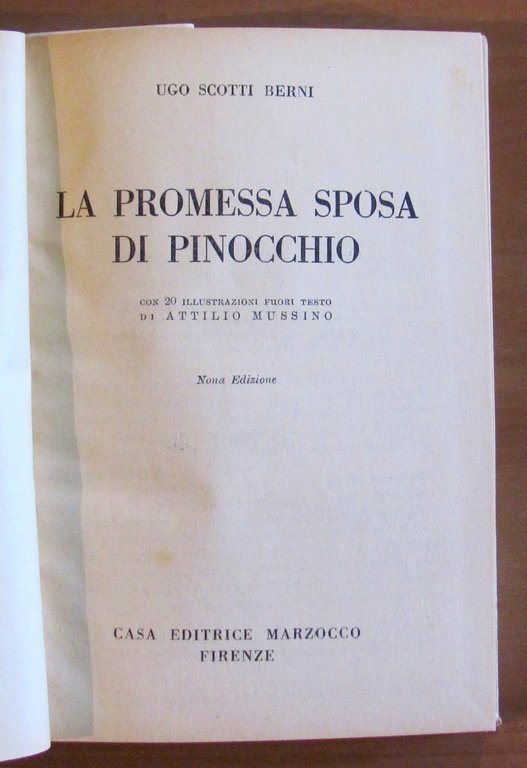 UGO SCOTTI BERNI
LA PROMESSA SPOSA
DI PINOCCHIO
CON 20 ILLUSTRAZIONI FUORI TESTO
DI ATTILIO MUSSINO
Nona Edizione
CASA EDITRICE MARZOCCO
FIRENZE